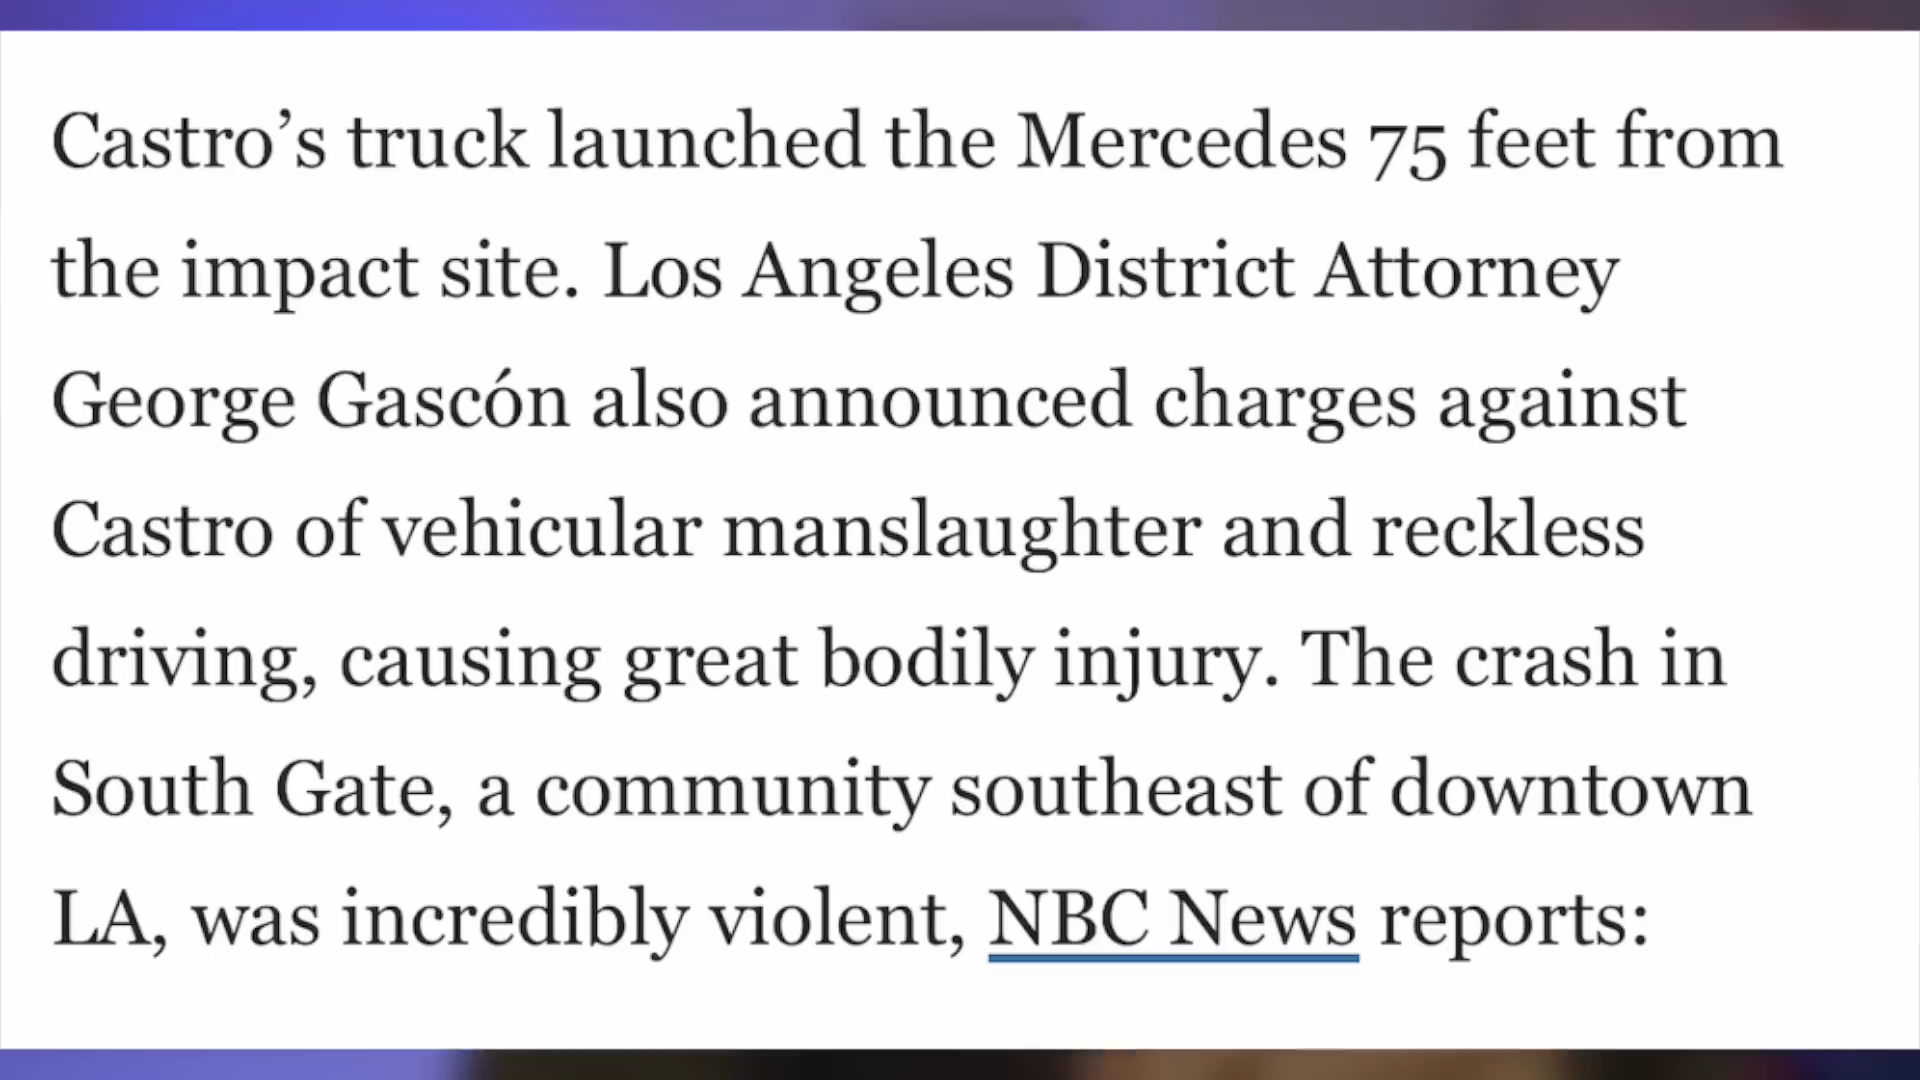 Castro’s truck launched the Mercedes 75 feet from
the impact site. Los Angeles District Attorney
George Gascón also announced charges against
Castro of vehicular manslaughter and reckless
driving, causing great bodily injury. The crash in
South Gate, a community southeast of downtown
LA, was incredibly violent, NBC News reports: